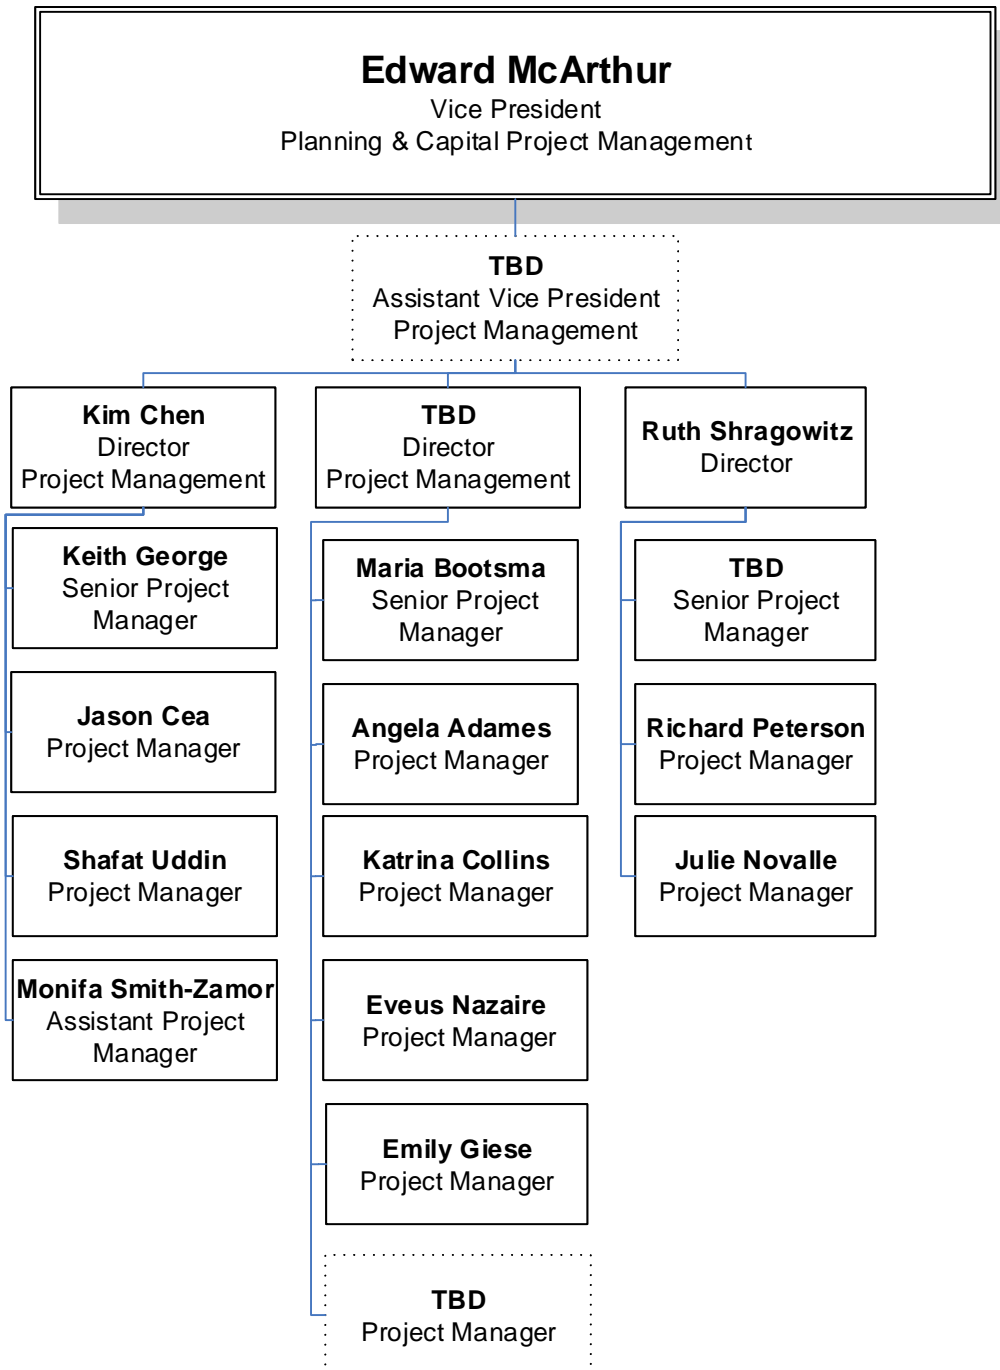 Edward McArthur
Vice President
Planning & Capital Project Management
TBD
Assistant Vice President
Project Management
Kim Chen
Director
Project Management
TBD
Director
Project Management
Ruth Shragowitz
Director
Keith George
Senior Project
Manager
Jason Cea
Project Manager
Shafat Uddin
Project Manager
Monifa Smith-Zamor
Assistant Project
Manager
Maria Bootsma
Senior Project
Manager
Angela Adames
Project Manager
Katrina Collins
Project Manager
Eveus Nazaire
Project Manager
Emily Giese
Project Manager
TBD
Project Manager
TBD
Senior Project
Manager
Richard Peterson
Project Manager
Julie Novalle
Project Manager